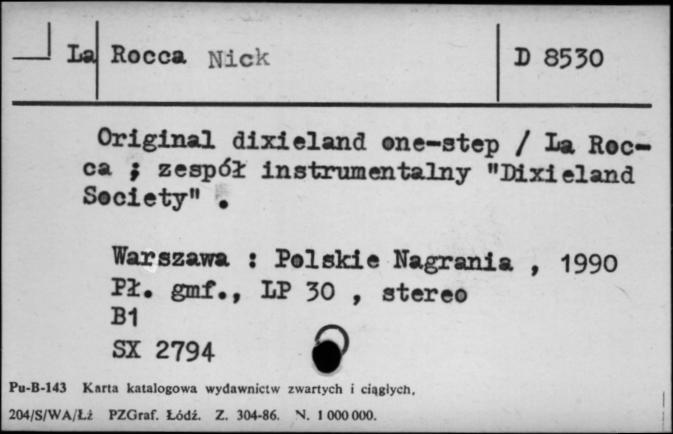 La Rocca Nick D 8530
Original dixieland one-step / La Roc-
ca ; zespół instrumentalny "Dixieland
Society" .
Warszawa : Polskie Nagrania , 1990
Pł. gmf., LP 30 , stereo
B1
SX 2794
Pu-B-143 Karta katalogowa wydawnictw zwartych i ciągłych.
204/S/WA/Łż PZGraf. Łódź. Z. 304-86. N. 1 000 000.